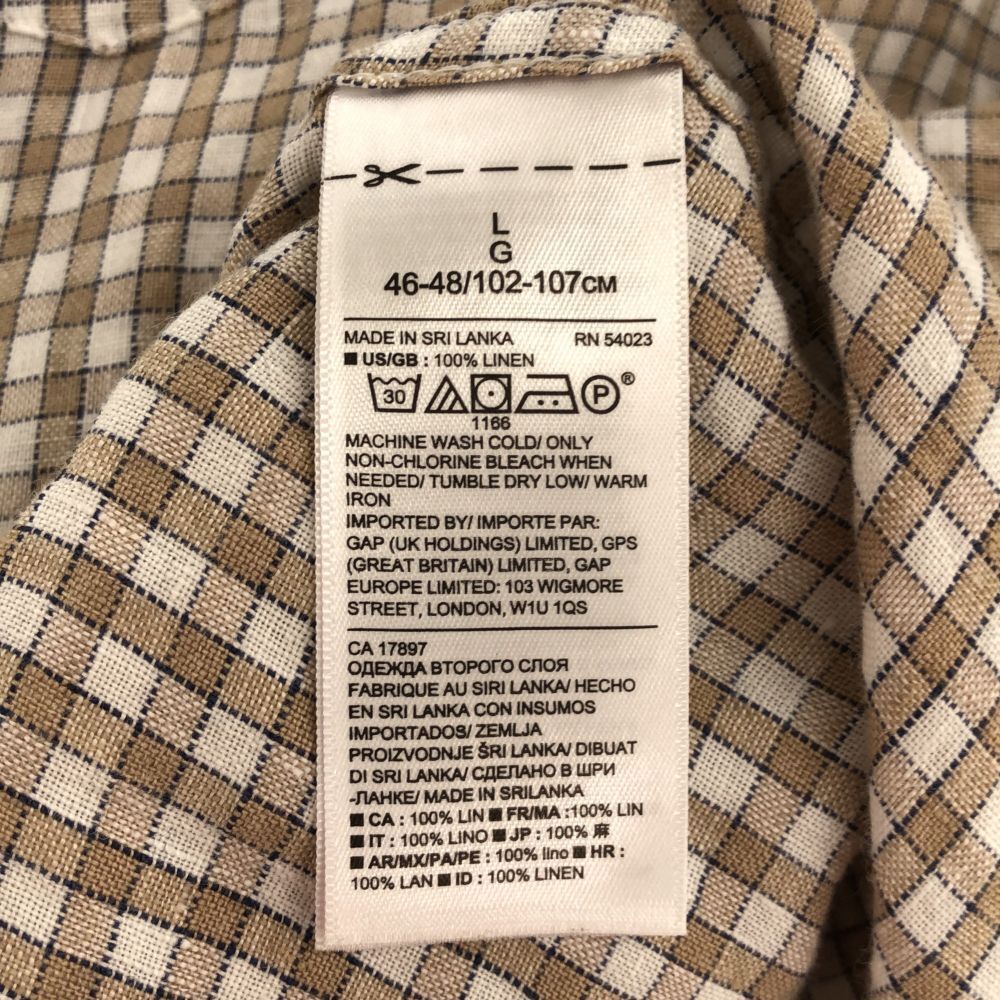 L
G
46-48/102-107CM
MADE IN SRI LANKA RN 54023
■ US/GB : 100% LINEN
30 P ®
1166
MACHINE WASH COLD/ ONLY
NON-CHLORINE BLEACH WHEN
NEEDED/ TUMBLE DRY LOW/ WARM
IRON
IMPORTED BY/ IMPORTE PAR:
GAP (UK HOLDINGS) LIMITED, GPS
(GREAT BRITAIN) LIMITED, GAP
EUROPE LIMITED: 103 WIGMORE
STREET, LONDON, W1U 1QS
CA 17897
ОДЕЖДА ВТОРОГО СЛОЯ
FABRIQUE AU SIRI LANKA/ HECHO
EN SRI LANKA CON INSUMOS
IMPORTADOS/ ZEMLJA
PROIZVODNJE ŠRI LANKA/ DIBUAT
DI SRI LANKA/ СДЕЛАНО В ШРИ
-ЛАНКЕ/ MADE IN SRILANKA
■ CA : 100% LIN ■ FR/MA :100% LIN
■ IT : 100% LINO ■ JP : 100% 麻
■ AR/MX/PA/PE : 100% lino ■ HR :
100% LAN ■ ID : 100% LINEN